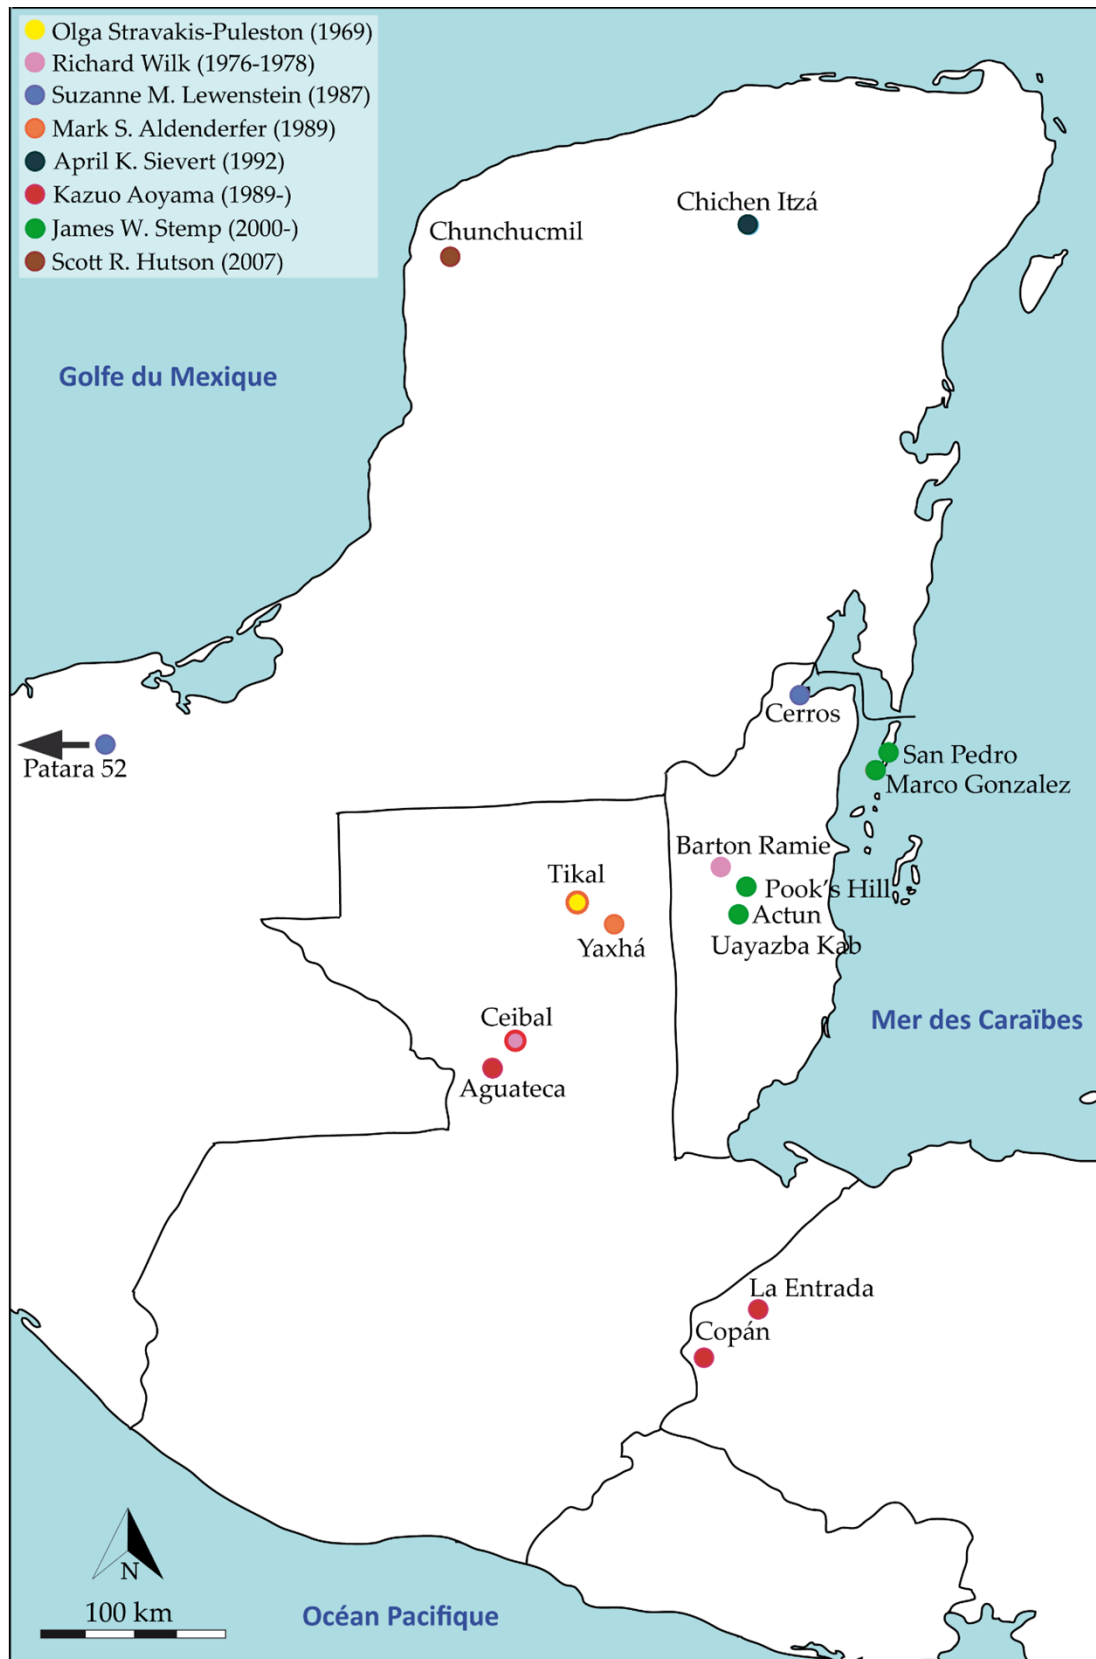 Olga Stravakis-Puleston (1969)
Richard Wilk (1976-1978)
Suzanne M. Lewenstein (1987)
Mark S. Aldenderfer (1989)
April K. Sievert (1992)
Kazuo Aoyama (1989-)
James W. Stemp (2000-)
Scott R. Hutson (2007)
Chichen Itzá
Chunchucmil
Golfe du Mexique
Cerros
Patara 52
San Pedro
Marco Gonzalez
Barton Ramie
Tikal
Pook's Hill
Actun
Uayazba Kab
Yaxhá
Ceibal
Mer des Caraïbes
Aguateca
La Entrada
Copán
N
100 km
Océan Pacifique